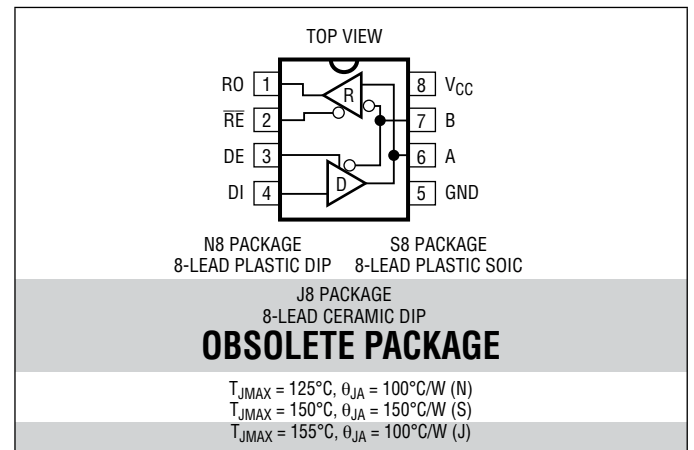 TOP VIEW
RO 1
RE 2
DE 3
DI 4
R
D
8 VCC
7 B
6 A
5 GND
N8 PACKAGE
8-LEAD PLASTIC DIP
S8 PACKAGE
8-LEAD PLASTIC SOIC
J8 PACKAGE
8-LEAD CERAMIC DIP
OBSOLETE PACKAGE
TJMAX = 125°C, θJA = 100°C/W (N)
TJMAX = 150°C, θJA = 150°C/W (S)
TJMAX = 155°C, θJA = 100°C/W (J)